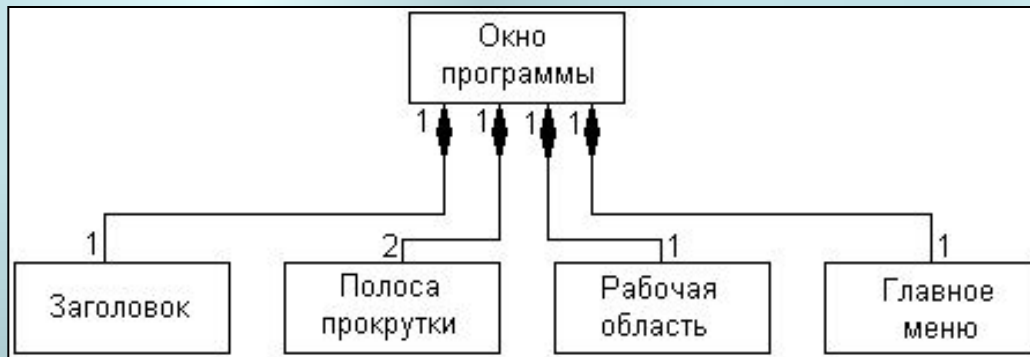 Окно
программы
1 1 1 1
1 2 1 1
Заголовок
Полоса
прокрутки
Рабочая
область
Главное
меню